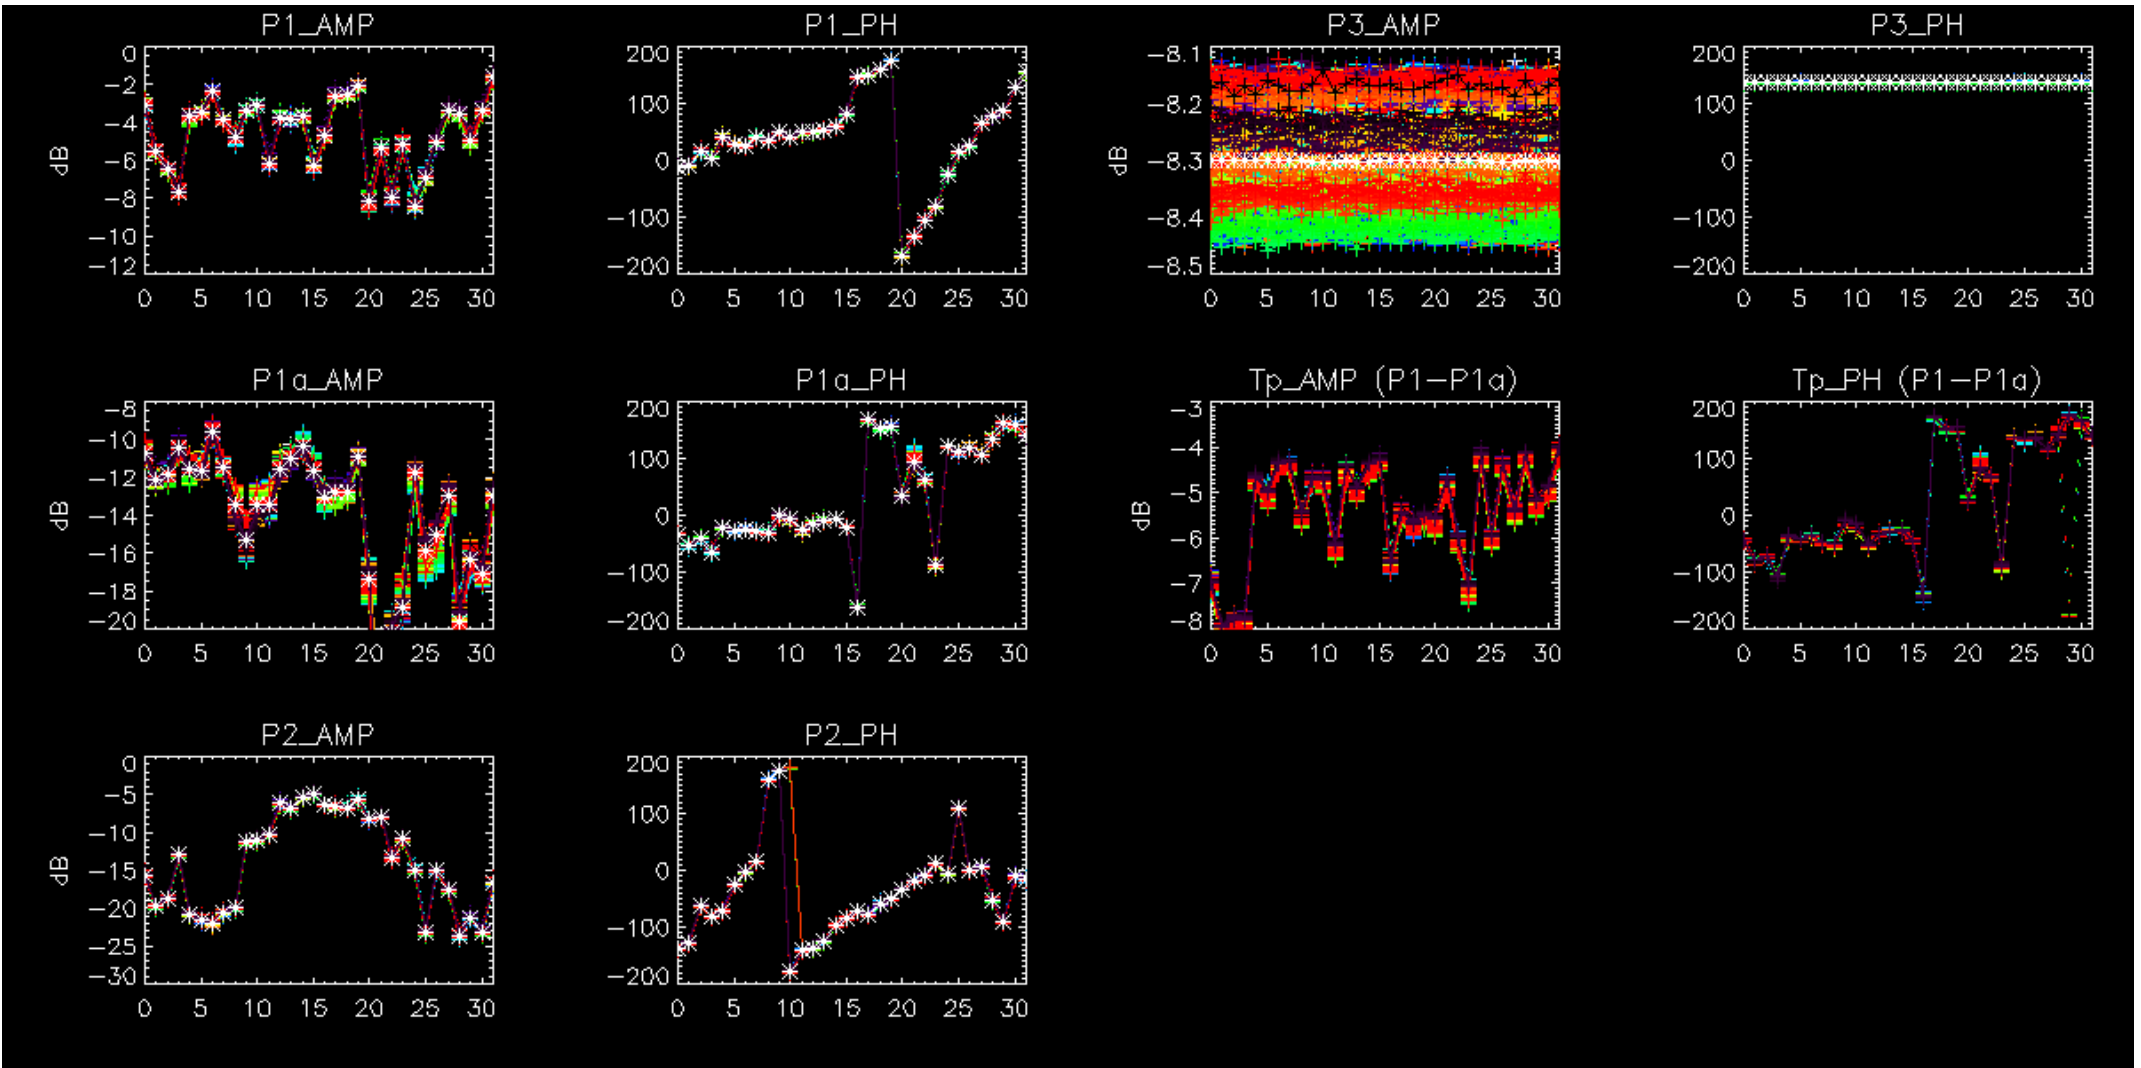 P1_AMP
P1_PH
P3_AMP
P3_PH
dB
0
−2
−4
−6
−8
−10
−12
0 5 10 15 20 25 30
200
100
0
−100
−200
0 5 10 15 20 25 30
dB
−8.1
−8.2
−8.3
−8.4
−8.5
0 5 10 15 20 25 30
200
100
0
−100
−200
0 5 10 15 20 25 30
P1a_AMP
P1a_PH
Tp_AMP (P1−P1a)
Tp_PH (P1−P1a)
dB
−8
−10
−12
−14
−16
−18
−20
0 5 10 15 20 25 30
200
100
0
−100
−200
0 5 10 15 20 25 30
dB
−3
−4
−5
−6
−7
−8
0 5 10 15 20 25 30
200
100
0
−100
−200
0 5 10 15 20 25 30
P2_AMP
P2_PH
dB
0
−5
−10
−15
−20
−25
−30
0 5 10 15 20 25 30
200
100
0
−100
−200
0 5 10 15 20 25 30